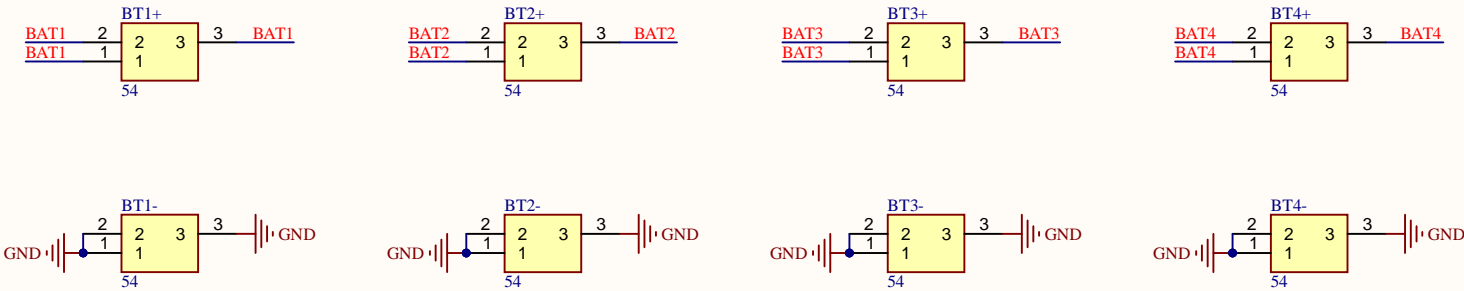 BT1+ BT2+ BT3+ BT4+
BAT1 2 2 3 3 BAT1 BAT2 2 2 3 3 BAT2 BAT3 2 2 3 3 BAT3 BAT4 2 2 3 3 BAT4
BAT1 1 1 BAT2 1 1 BAT3 1 1 BAT4 1 1
54 54 54 54
BT1- BT2- BT3- BT4-
2 2 3 3 GND 2 2 3 3 GND 2 2 3 3 GND 2 2 3 3 GND
GND 1 1 GND 1 1 GND 1 1 GND 1 1
54 54 54 54